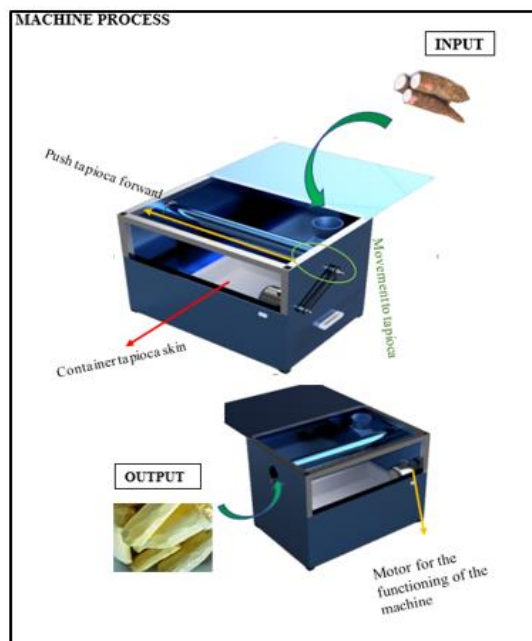 MACHINE PROCESS
INPUT
Push tapioca forward
Movement to tapioca
Container tapioca skin
OUTPUT
Motor for the
functioning of the
machine